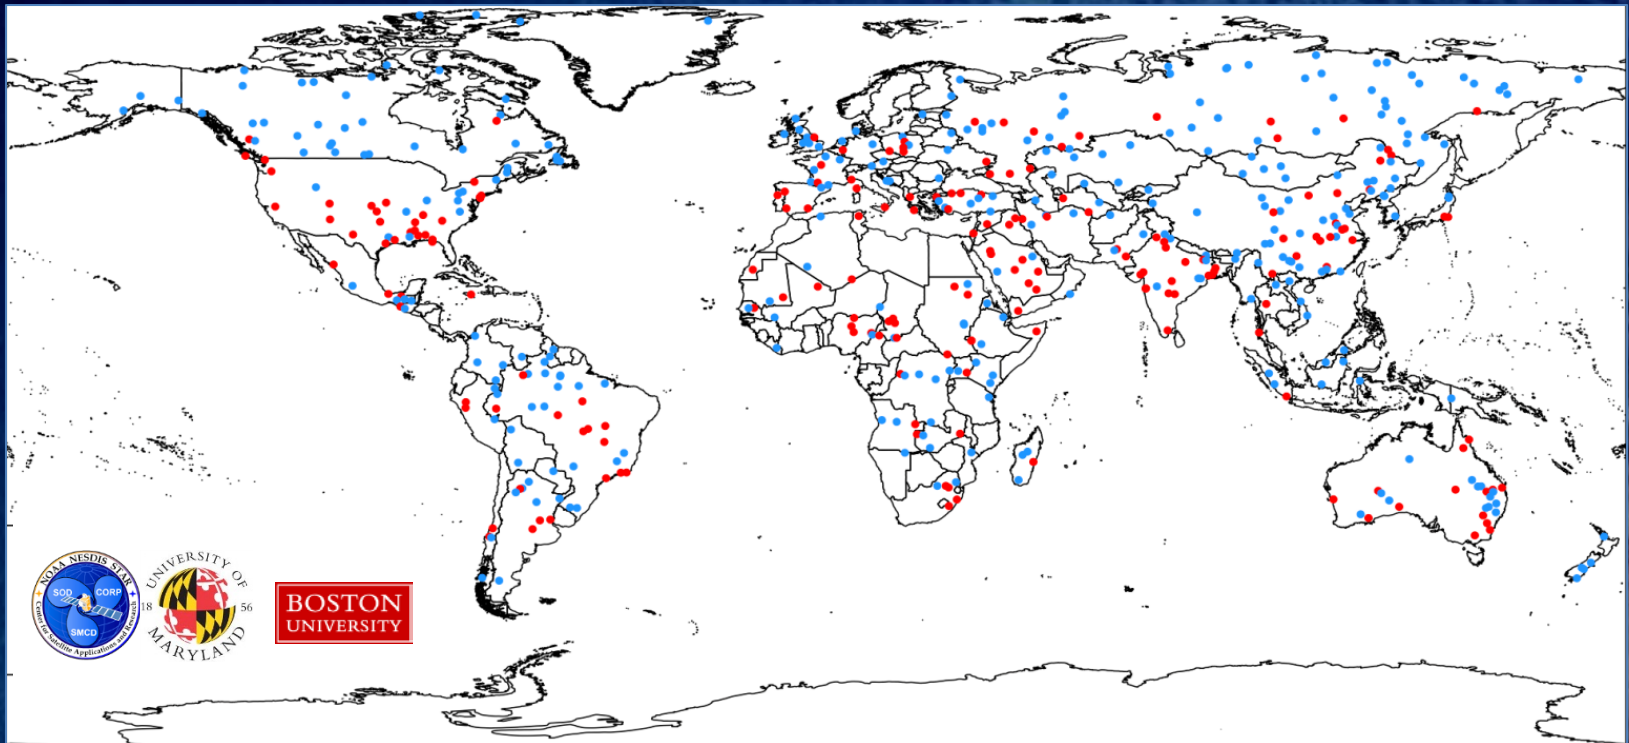 NOAA NESDIS STAR
SOD
CORP
SMCD
Center for Satellite Applications and Research
UNIVERSITY OF
18
56
MARYLAND
BOSTON
UNIVERSITY